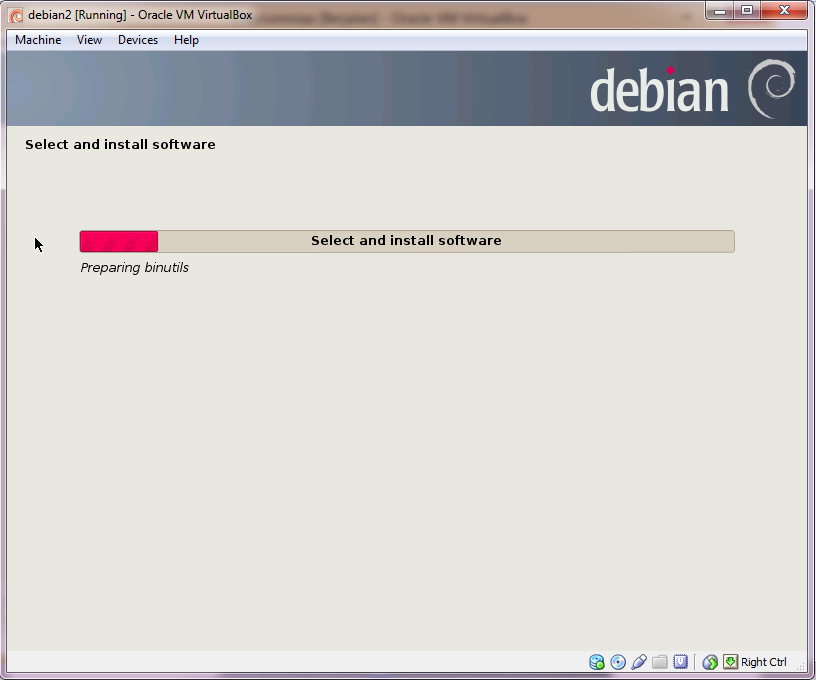 debian2 [Running] - Oracle VM VirtualBox
Machine View Devices Help
debian
Select and install software
Select and install software
Preparing binutils
Right Ctrl